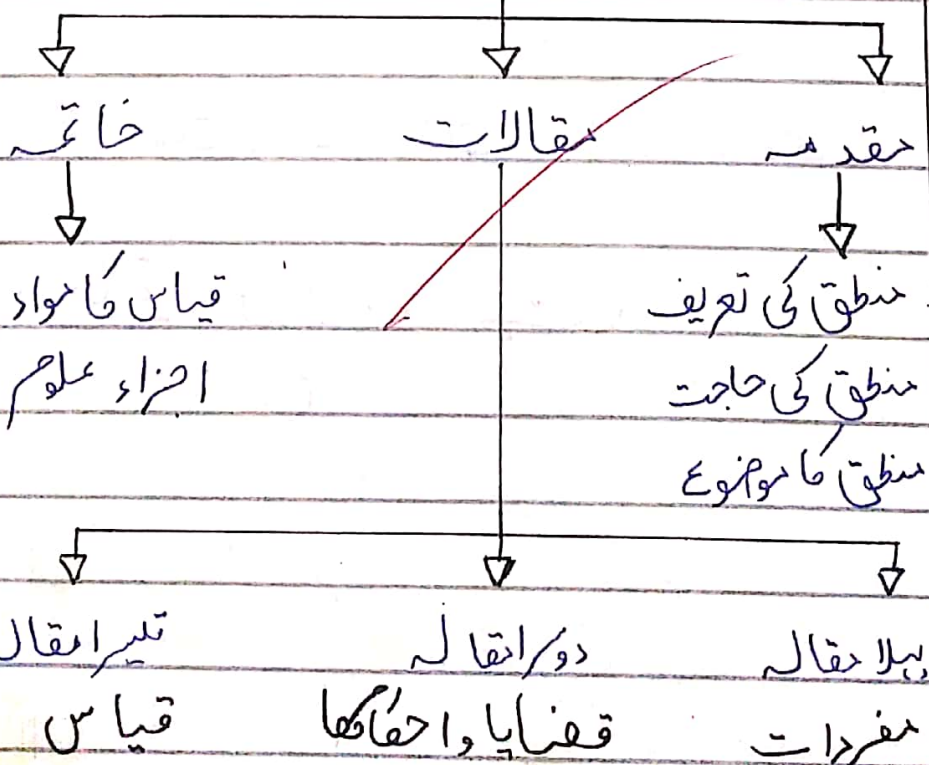 مقدمہ مقالات خاتمہ
منطق کی تعریف قیاس کا مواد
منطق کی حاجت اجزاء علوم
منطق کا موضوع
پہلا مقالہ دوسرا مقالہ تیسرا مقالہ
مفردات قضایا و احکامھا قیاس